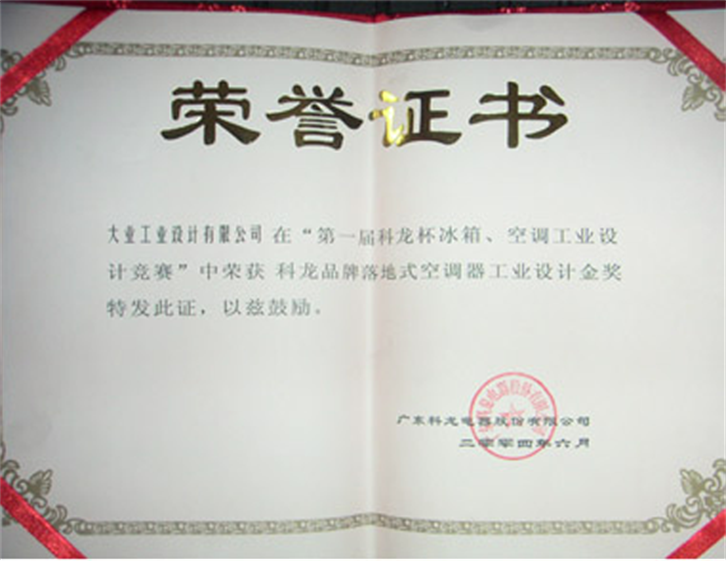 荣誉证书
大业工业设计有限公司 在“第一届科龙杯冰箱、空调工业设
计竞赛”中荣获 科龙品牌落地式空调器工业设计金奖
特发此证，以兹鼓励。
广东科龙电器股份有限公司
二零零四年六月